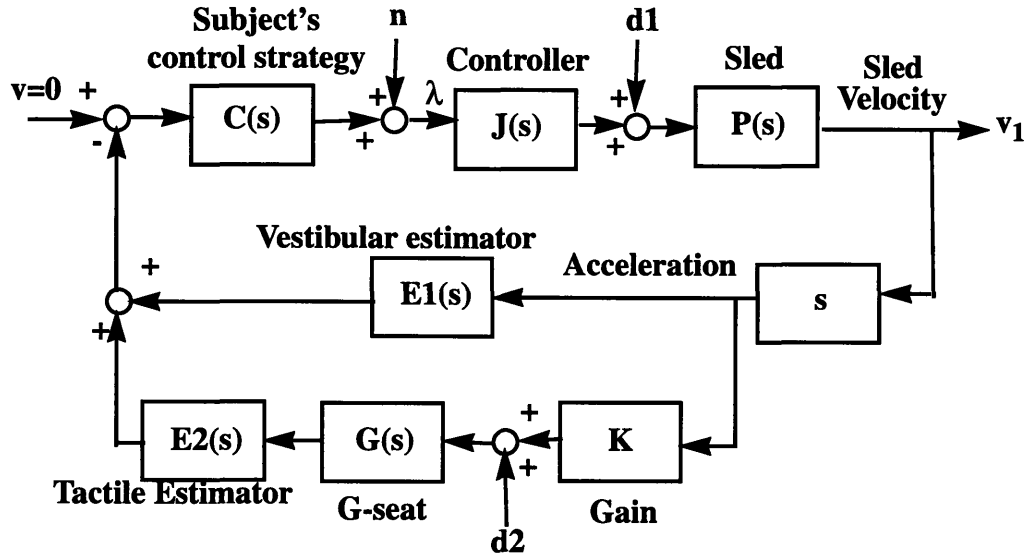 Subject's
control strategy
n
d1
Controller
Sled
Sled
Velocity
v=0 +
C(s)
+
λ
J(s)
+
P(s)
v1
-
+
+
Vestibular estimator
+
E1(s)
Acceleration
s
+
E2(s)
G(s)
+
K
+
Tactile Estimator
G-seat
Gain
d2